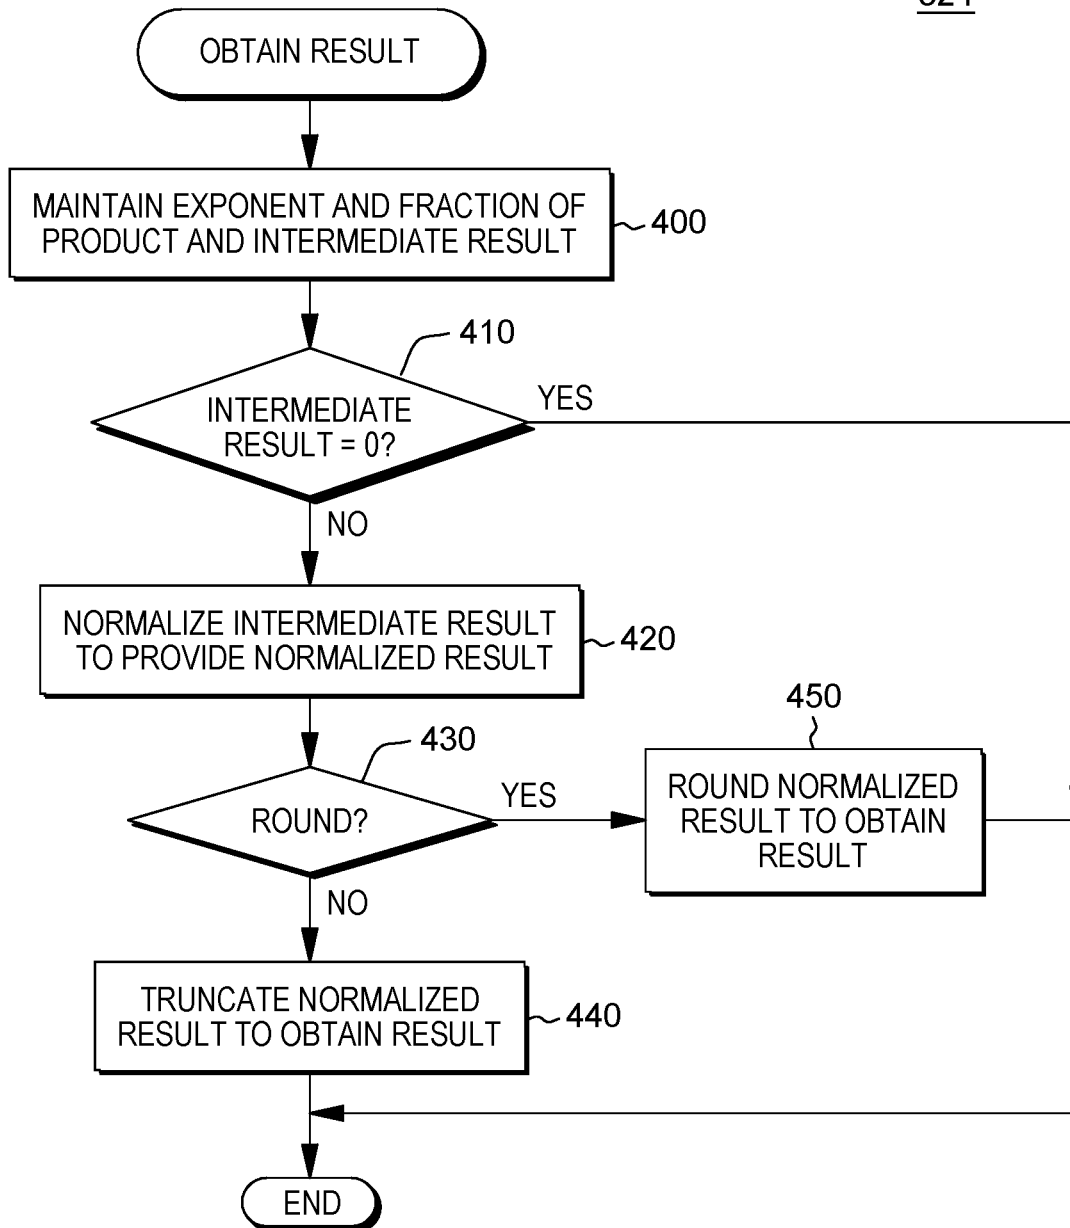 OBTAIN RESULT
MAINTAIN EXPONENT AND FRACTION OF
PRODUCT AND INTERMEDIATE RESULT
400
410
INTERMEDIATE
RESULT = 0?
YES
NO
NORMALIZE INTERMEDIATE RESULT
TO PROVIDE NORMALIZED RESULT
420
430
ROUND?
YES
450
ROUND NORMALIZED
RESULT TO OBTAIN
RESULT
NO
TRUNCATE NORMALIZED
RESULT TO OBTAIN RESULT
440
END